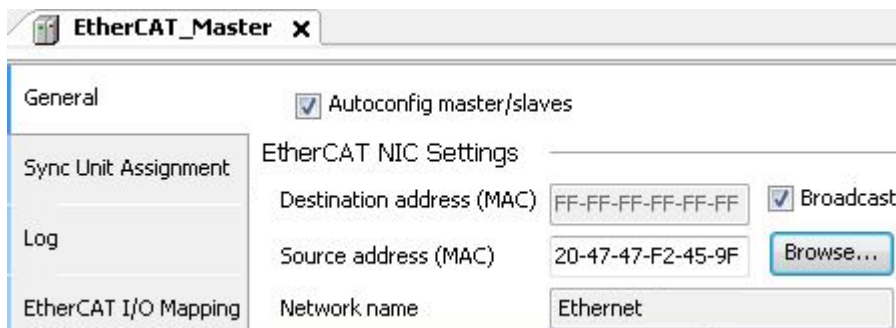 EtherCAT_Master x
General
Autoconfig master/slaves
EtherCAT NIC Settings
Sync Unit Assignment
Destination address (MAC) FF-FF-FF-FF-FF-FF Broadcast
Log
Source address (MAC) 20-47-47-F2-45-9F Browse...
EtherCAT I/O Mapping
Network name Ethernet